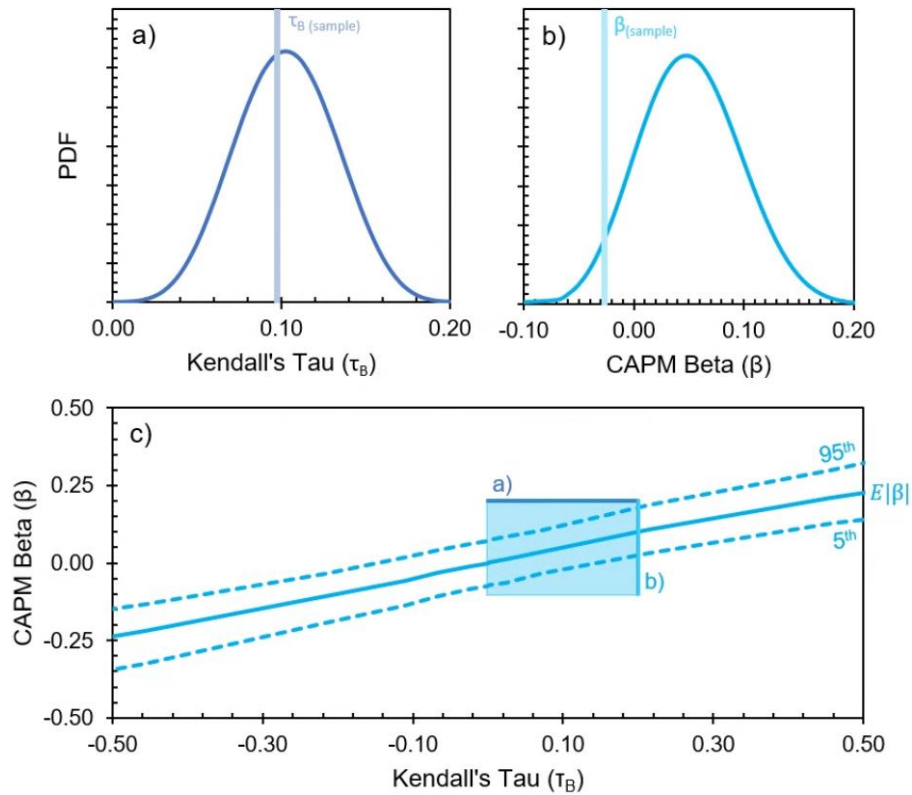 a)
τB (sample)
PDF
0.00
0.10
0.20
Kendall's Tau (τB)
b)
β(sample)
-0.10
0.00
0.10
0.20
CAPM Beta (β)
c)
0.50
0.25
0.00
-0.25
-0.50
CAPM Beta (β)
a)
b)
95th
E|β|
5th
-0.50
-0.30
-0.10
0.10
0.30
0.50
Kendall's Tau (τB)